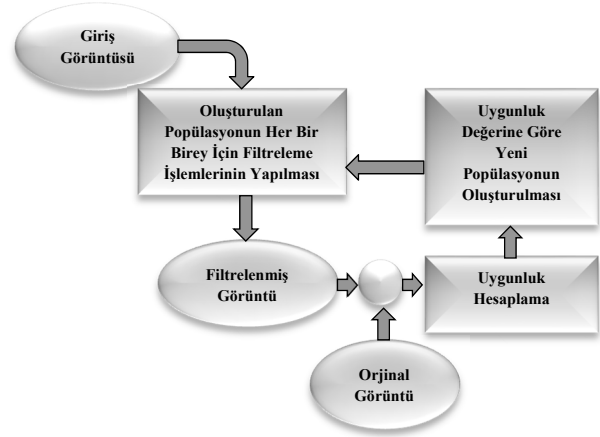 Giriş
Görüntüsü
Oluşturulan
Popülasyonun Her Bir
Birey İçin Filtreleme
İşlemlerinin Yapılması
Uygunluk
Değerine Göre
Yeni
Popülasyonun
Oluşturulması
Filtrelenmiş
Görüntü
Uygunluk
Hesaplama
Orjinal
Görüntü